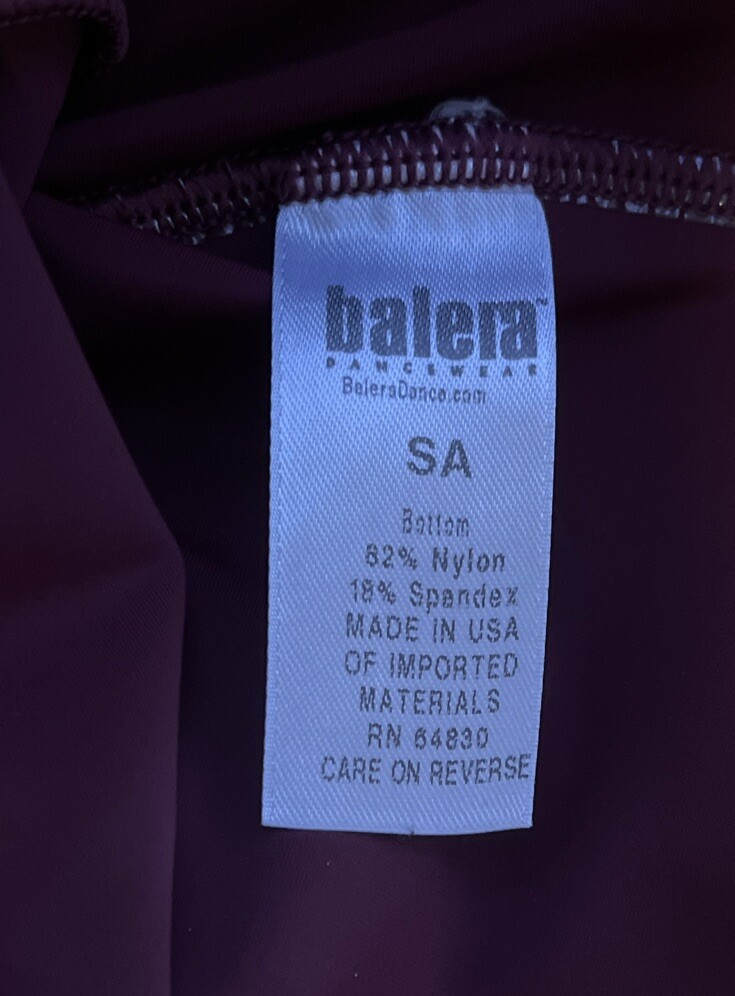 balera™
DANCEWEAR
BaleraDance.com
SA
Bottom
82% Nylon
18% Spandex
MADE IN USA
OF IMPORTED
MATERIALS
RN 64830
CARE ON REVERSE